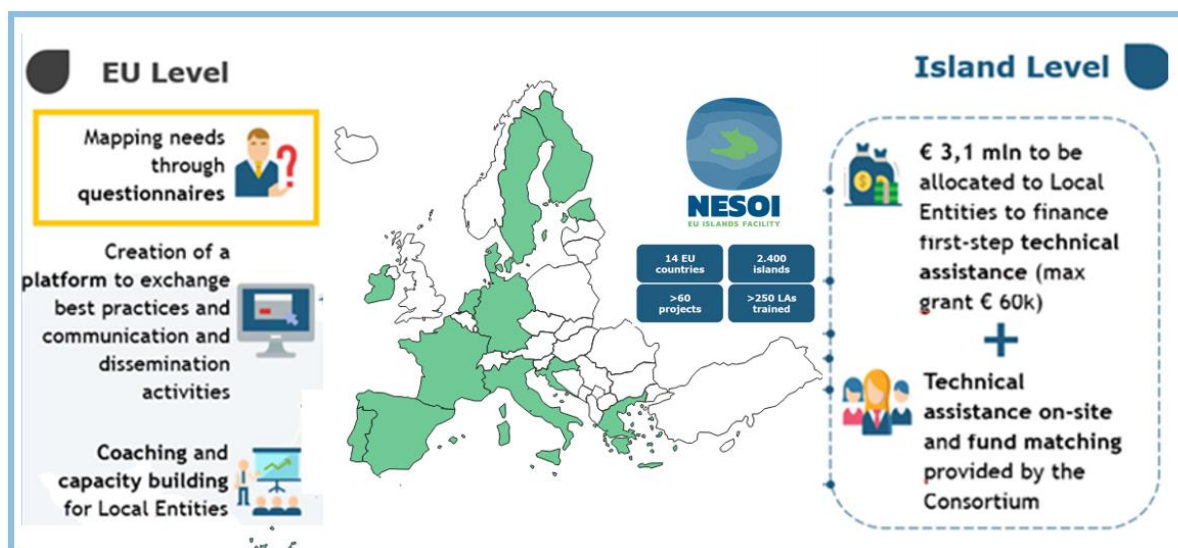 EU Level
Mapping needs
through
questionnaires
Creation of a
platform to exchange
best practices and
communication and
dissemination
activities
Coaching and
capacity building
for Local Entities
NESOI
EU ISLANDS FACILITY
14 EU
countries
2.400
islands
>60
projects
>250 LAs
trained
Island Level
€ 3,1 mln to be
allocated to Local
Entities to finance
first-step technical
assistance (max
grant € 60k)
+
Technical
assistance on-site
and fund matching
provided by the
Consortium